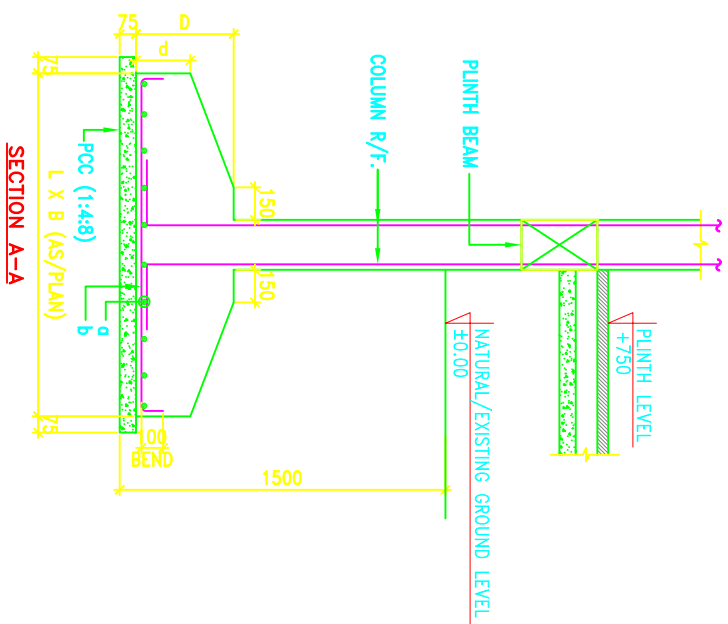 PLINTH LEVEL
+750
NATURAL/EXISTING GROUND LEVEL
±0.00
PLINTH BEAM
COLUMN R/F.
150
150
1500
D
d
75
75
75
100
BEND
a
b
PCC (1:4:8)
L X B (AS/PLAN)
SECTION A-A